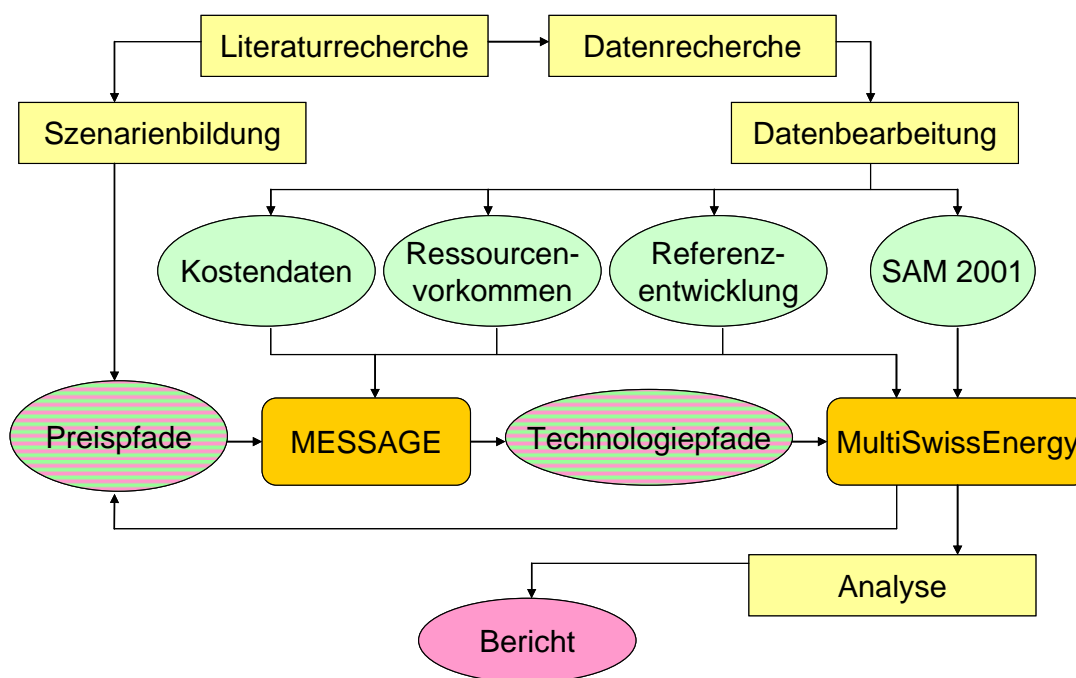 Literaturrecherche
Datenrecherche
Szenarienbildung
Datenbearbeitung
Kostendaten
Ressourcen-
vorkommen
Referenz-
entwicklung
SAM 2001
Preispfade
MESSAGE
Technologiepfade
MultiSwissEnergy
Analyse
Bericht